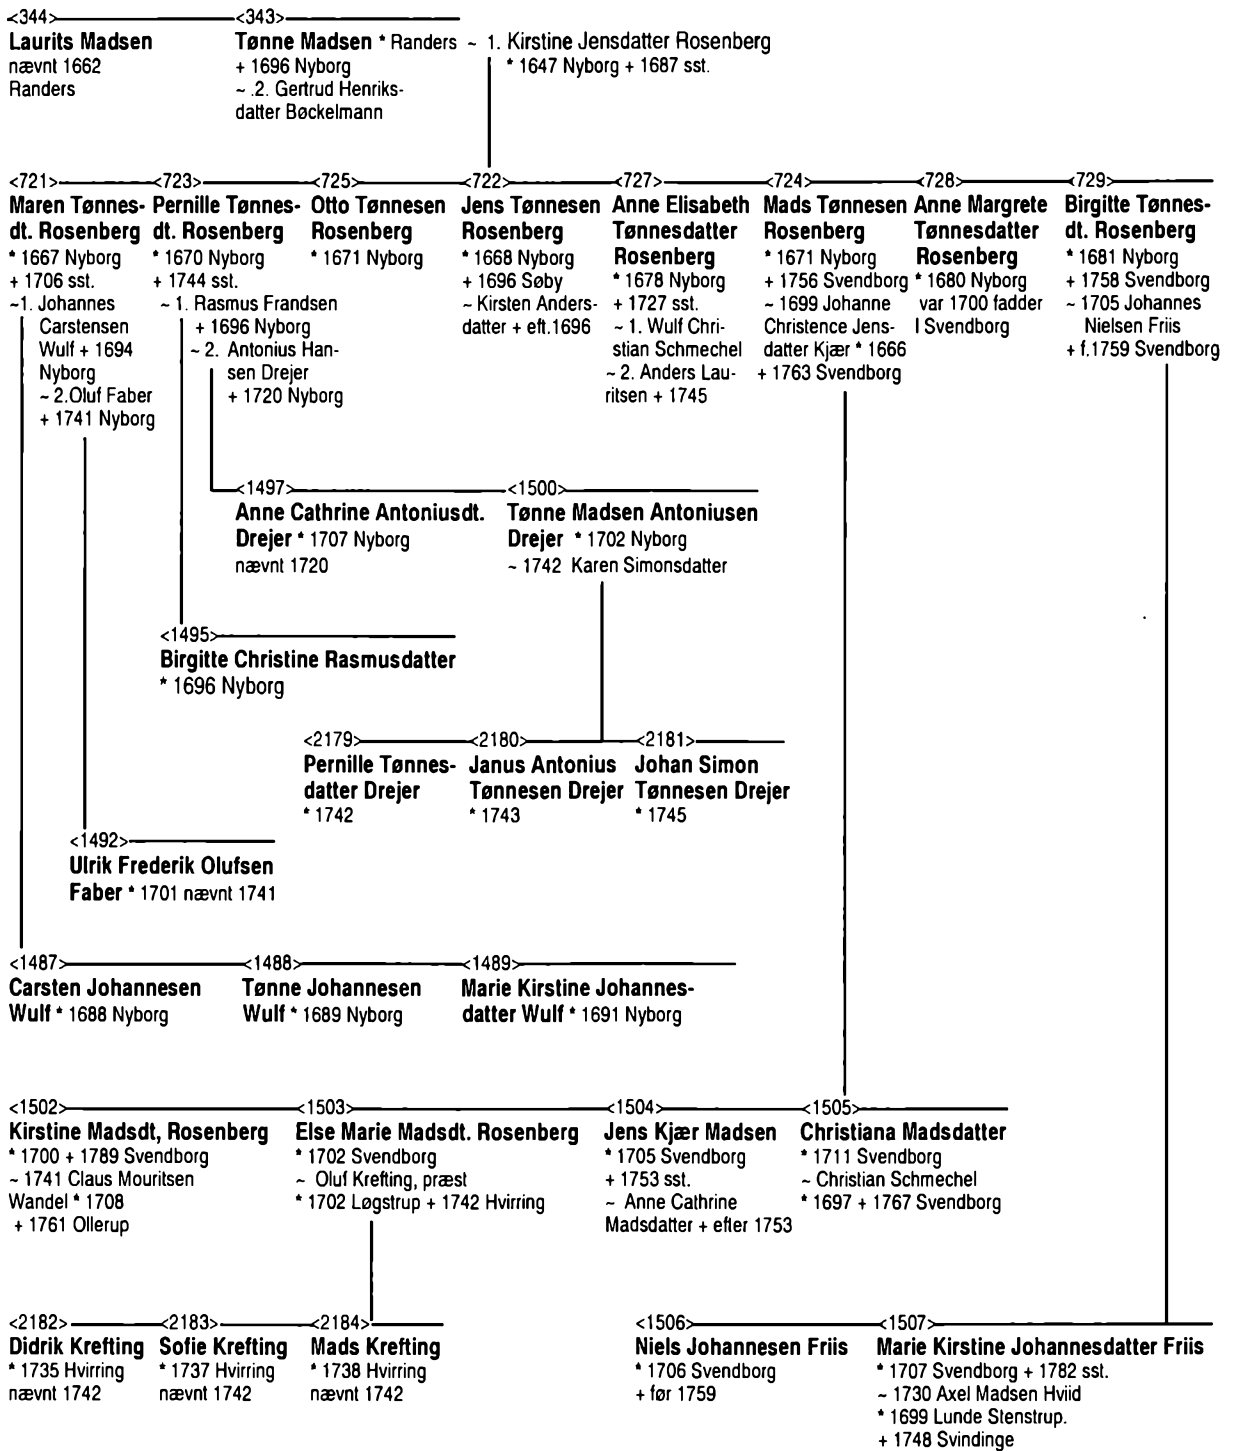 <344>
Laurits Madsen
nævnt 1662
Randers
<343>
Tønne Madsen * Randers ~ 1. Kirstine Jensdatter Rosenberg
+ 1696 Nyborg
* 1647 Nyborg + 1687 sst.
~ .2. Gertrud Henriks-
datter Bøckelmann
<721>
Maren Tønnes-
dt. Rosenberg
* 1667 Nyborg
+ 1706 sst.
~1. Johannes
Carstensen
Wulf + 1694
Nyborg
~ 2.Oluf Faber
+ 1741 Nyborg
<723>
Pernille Tønnes-
dt. Rosenberg
* 1670 Nyborg
+ 1744 sst.
~ 1. Rasmus Frandsen
+ 1696 Nyborg
~ 2. Antonius Han-
sen Drejer
+ 1720 Nyborg
<725>
Otto Tønnesen
Rosenberg
* 1671 Nyborg
<722>
Jens Tønnesen
Rosenberg
* 1668 Nyborg
+ 1696 Søby
~ Kirsten Anders-
datter + eft.1696
<727>
Anne Elisabeth
Tønnesdatter
Rosenberg
* 1678 Nyborg
+ 1727 sst.
~ 1. Wulf Chri-
stian Schmechel
~ 2. Anders Lau-
ritsen + 1745
<724>
Mads Tønnesen
Rosenberg
* 1671 Nyborg
+ 1756 Svendborg
~ 1699 Johanne
Christence Jens-
datter Kjær * 1666
+ 1763 Svendborg
<728>
Anne Margrete
Tønnesdatter
Rosenberg
* 1680 Nyborg
var 1700 fadder
I Svendborg
<729>
Birgitte Tønnes-
dt. Rosenberg
* 1681 Nyborg
+ 1758 Svendborg
~ 1705 Johannes
Nielsen Friis
+ f.1759 Svendborg
<1497>
Anne Cathrine Antoniusdt.
Drejer * 1707 Nyborg
nævnt 1720
<1500>
Tønne Madsen Antoniusen
Drejer * 1702 Nyborg
~ 1742 Karen Simonsdatter
<1495>
Birgitte Christine Rasmusdatter
* 1696 Nyborg
<2179>
Pernille Tønnes-
datter Drejer
* 1742
<2180>
Janus Antonius
Tønnesen Drejer
* 1743
<2181>
Johan Simon
Tønnesen Drejer
* 1745
<1492>
Ulrik Frederik Olufsen
Faber * 1701 nævnt 1741
<1487>
Carsten Johannesen
Wulf * 1688 Nyborg
<1488>
Tønne Johannesen
Wulf * 1689 Nyborg
<1489>
Marie Kirstine Johannes-
datter Wulf * 1691 Nyborg
<1502>
Kirstine Madsdt, Rosenberg
* 1700 + 1789 Svendborg
~ 1741 Claus Mouritsen
Wandel * 1708
+ 1761 Ollerup
<1503>
Else Marie Madsdt. Rosenberg
* 1702 Svendborg
~ Oluf Krefting, præst
* 1702 Løgstrup + 1742 Hvirring
<1504>
Jens Kjær Madsen
* 1705 Svendborg
+ 1753 sst.
~ Anne Cathrine
Madsdatter + efter 1753
<1505>
Christiana Madsdatter
* 1711 Svendborg
~ Christian Schmechel
* 1697 + 1767 Svendborg
<2182>
Didrik Krefting
* 1735 Hvirring
nævnt 1742
<2183>
Sofie Krefting
* 1737 Hvirring
nævnt 1742
<2184>
Mads Krefting
* 1738 Hvirring
nævnt 1742
<1506>
Niels Johannesen Friis
* 1706 Svendborg
+ før 1759
<1507>
Marie Kirstine Johannesdatter Friis
* 1707 Svendborg + 1782 sst.
~ 1730 Axel Madsen Hviid
* 1699 Lunde Stenstrup.
+ 1748 Svindinge